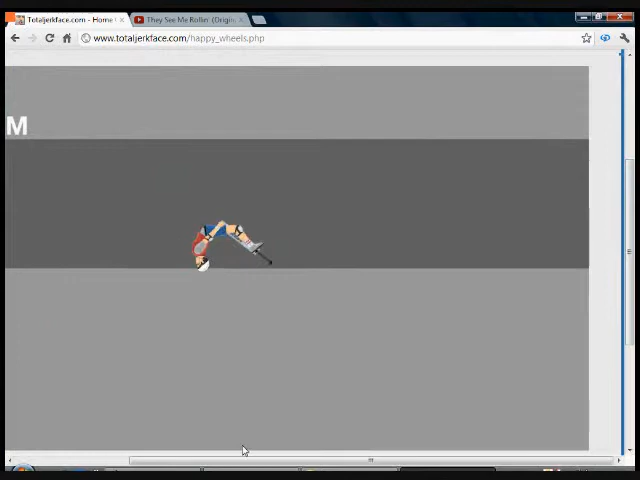 Totaljerkface.com - Home
They See Me Rollin' (Origin
www.totaljerkface.com/happy_wheels.php
M